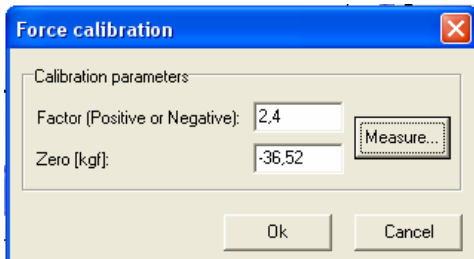 Force calibration
Calibration parameters
Factor (Positive or Negative): 2,4
Measure...
Zero [kgf]: -36,52
Ok Cancel